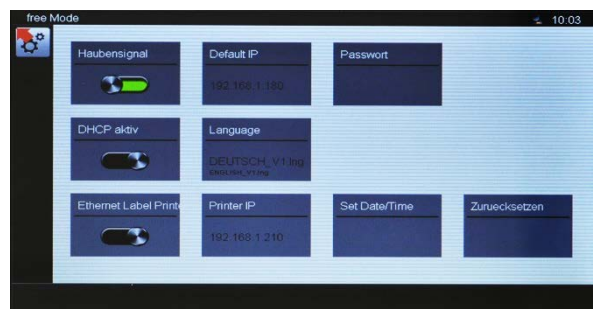 free Mode
10:03
Haubensignal
Default IP
Passwort
192.168.1.180
DHCP aktiv
Language
DEUTSCH_V1.lng
ENGLISH_V1.lng
Ethernet Label Printe
Printer IP
Set Date/Time
Zuruecksetzen
192.168.1.210